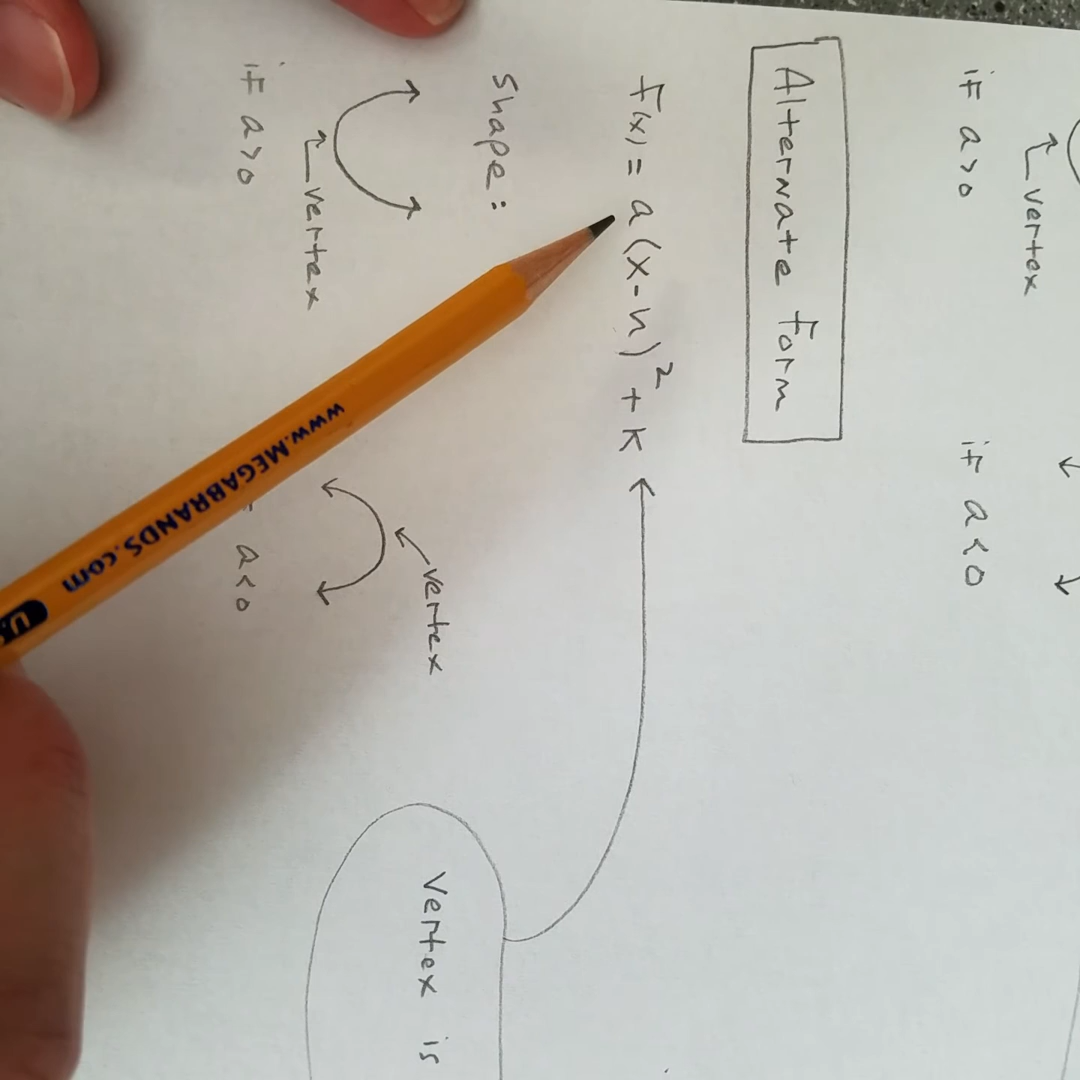 vertex
if a>0
if a<0
Alternate form
f(x) = a(x-h)² + k
Shape:
vertex
vertex
if a>0
a<0
Vertex is
www.MEGABRANDS.com